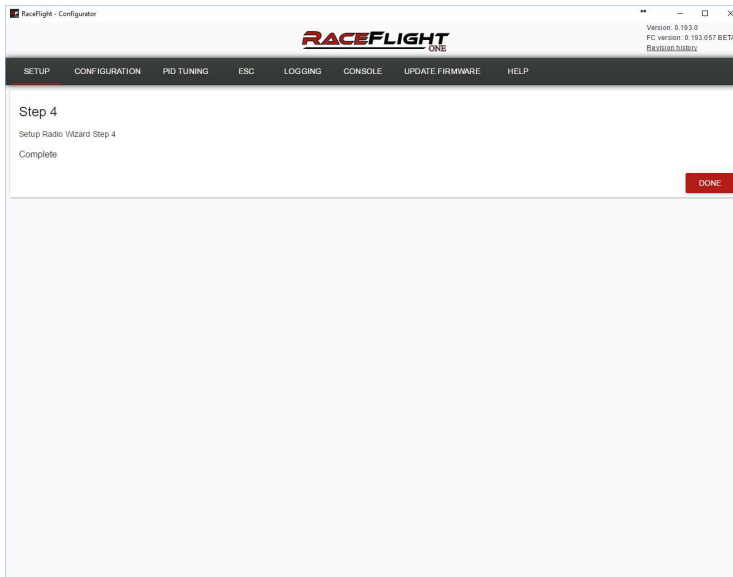 RaceFlight - Configurator
Version: 0.193.0
RACEFLIGHT
ONE
FC version: 0.193.057 BETA
Revision history
SETUP CONFIGURATION PID TUNING ESC LOGGING CONSOLE UPDATE FIRMWARE HELP
Step 4
Setup Radio Wizard Step 4
Complete
DONE